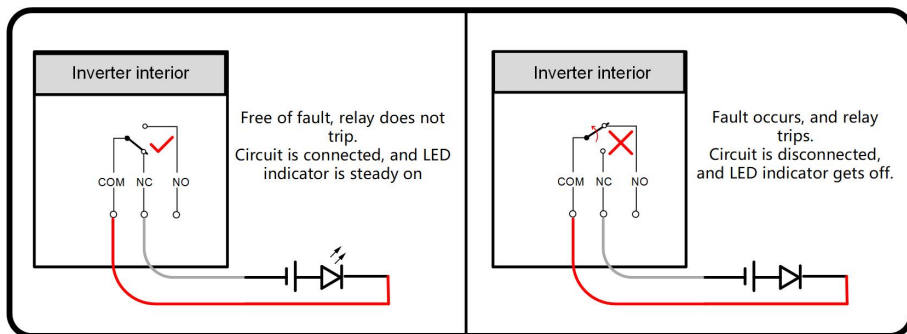 Inverter interior
Free of fault, relay does not
trip.
Circuit is connected, and LED
indicator is steady on
COM NC NO
Inverter interior
Fault occurs, and relay
trips.
Circuit is disconnected,
and LED indicator gets off.
COM NC NO